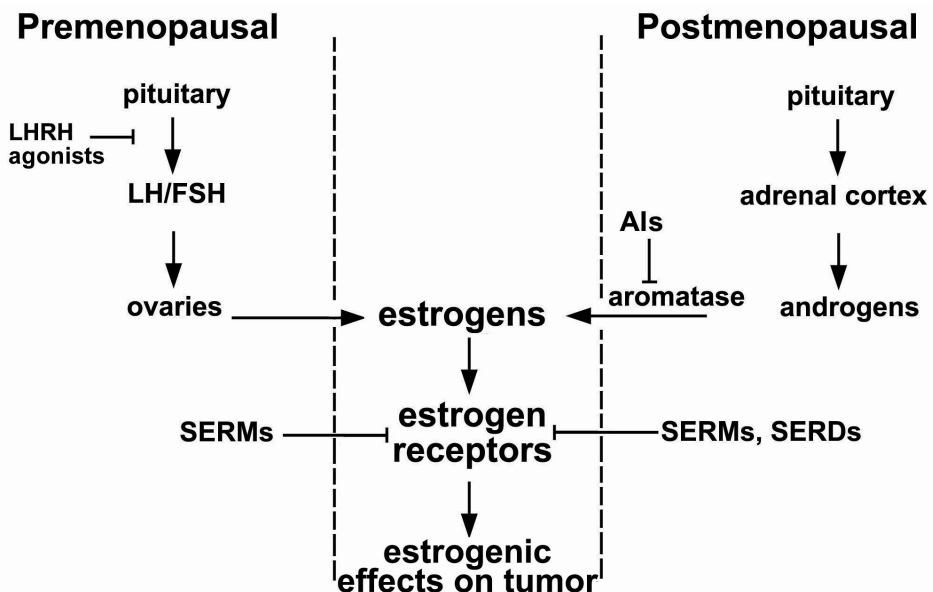 Premenopausal
Postmenopausal
pituitary
LHRH
agonists
LH/FSH
ovaries
pituitary
adrenal cortex
androgens
AIs
aromatase
estrogens
SERMs
estrogen
receptors
SERMs, SERDs
estrogenic
effects on tumor